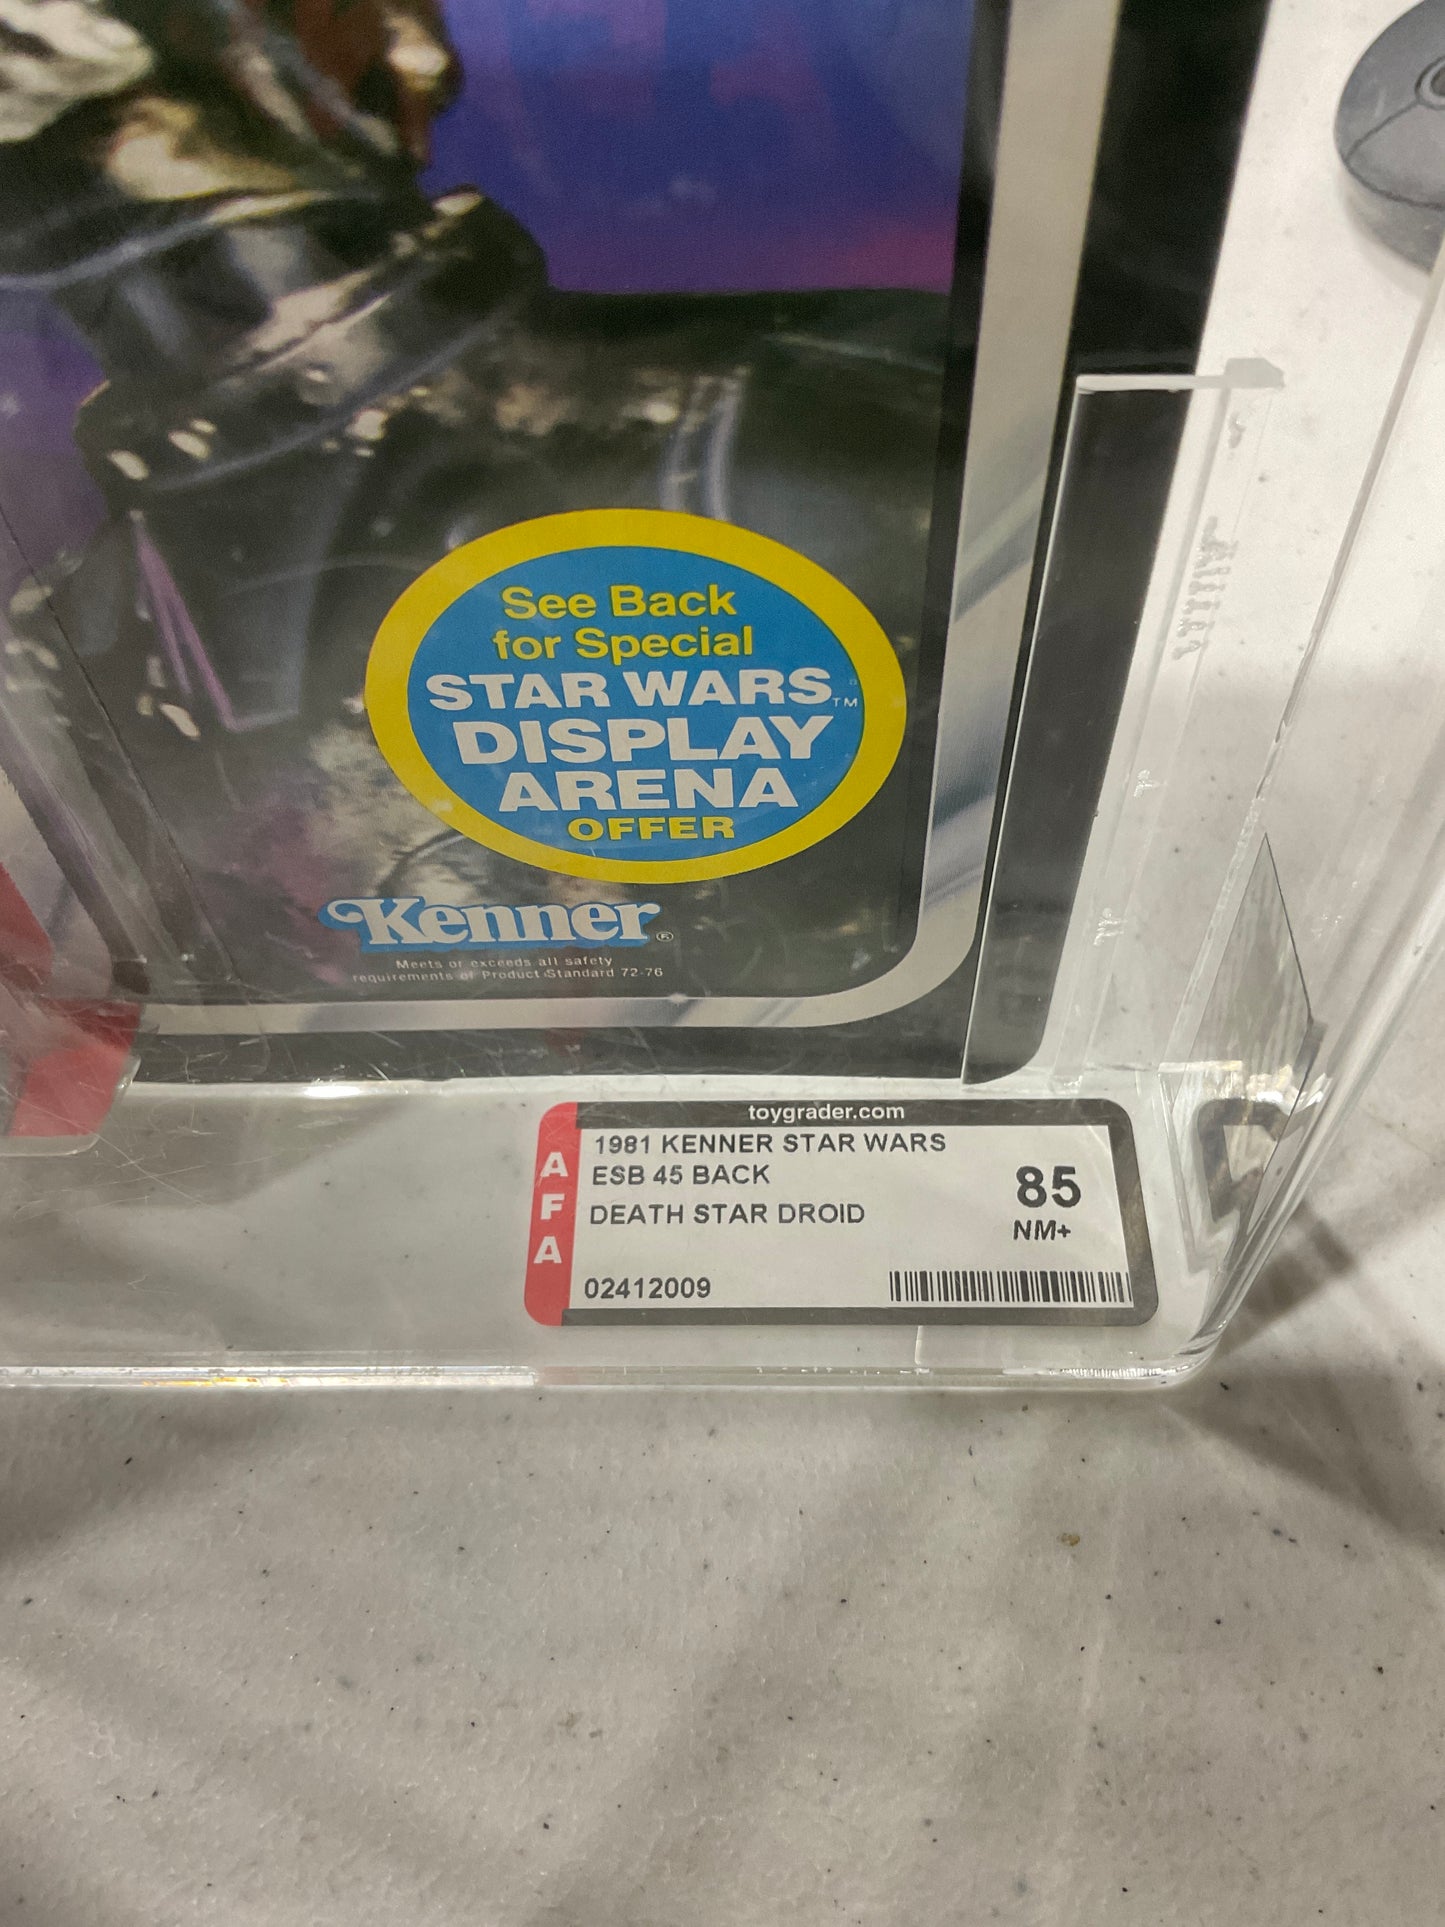 See Back
for Special
STAR WARS™
DISPLAY
ARENA
OFFER
Kenner®
Meets or exceeds all safety
requirements of Product Standard 72-76
toygrader.com
AFA
1981 KENNER STAR WARS
ESB 45 BACK
DEATH STAR DROID
85
NM+
02412009